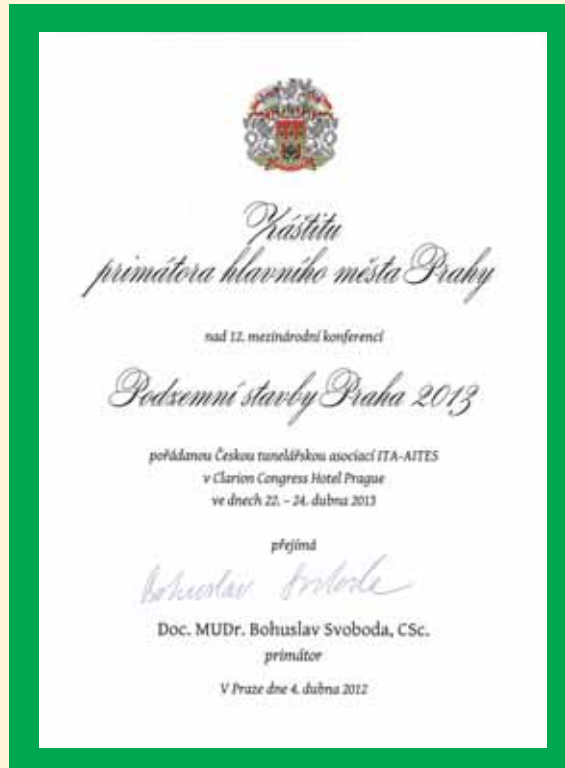 Záštitu
primátora hlavního města Prahy
nad 12. mezinárodní konferencí
Podzemní stavby Praha 2013
pořádanou Českou tunelářskou asociací ITA-AITES
v Clarion Congress Hotel Prague
ve dnech 22. – 24. dubna 2013
přejímá
Bohuslav Svoboda
Doc. MUDr. Bohuslav Svoboda, CSc.
primátor
V Praze dne 4. dubna 2012